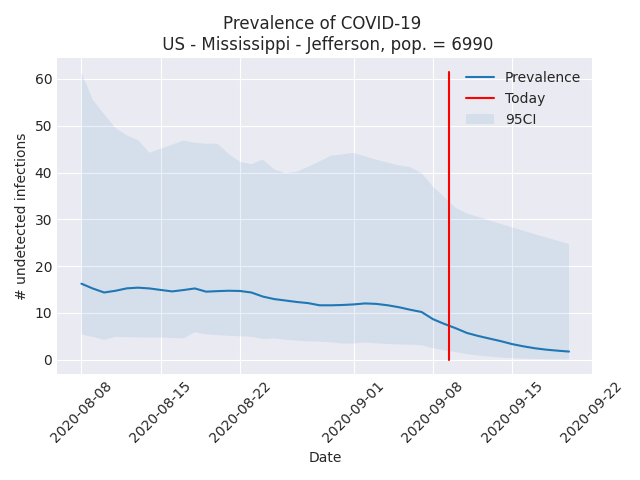 Prevalence of COVID-19
US - Mississippi - Jefferson, pop. = 6990
Prevalence
Today
95CI
60
50
40
30
20
10
0
# undetected infections
2020-08-08
2020-08-15
2020-08-22
2020-09-01
2020-09-08
2020-09-15
2020-09-22
Date